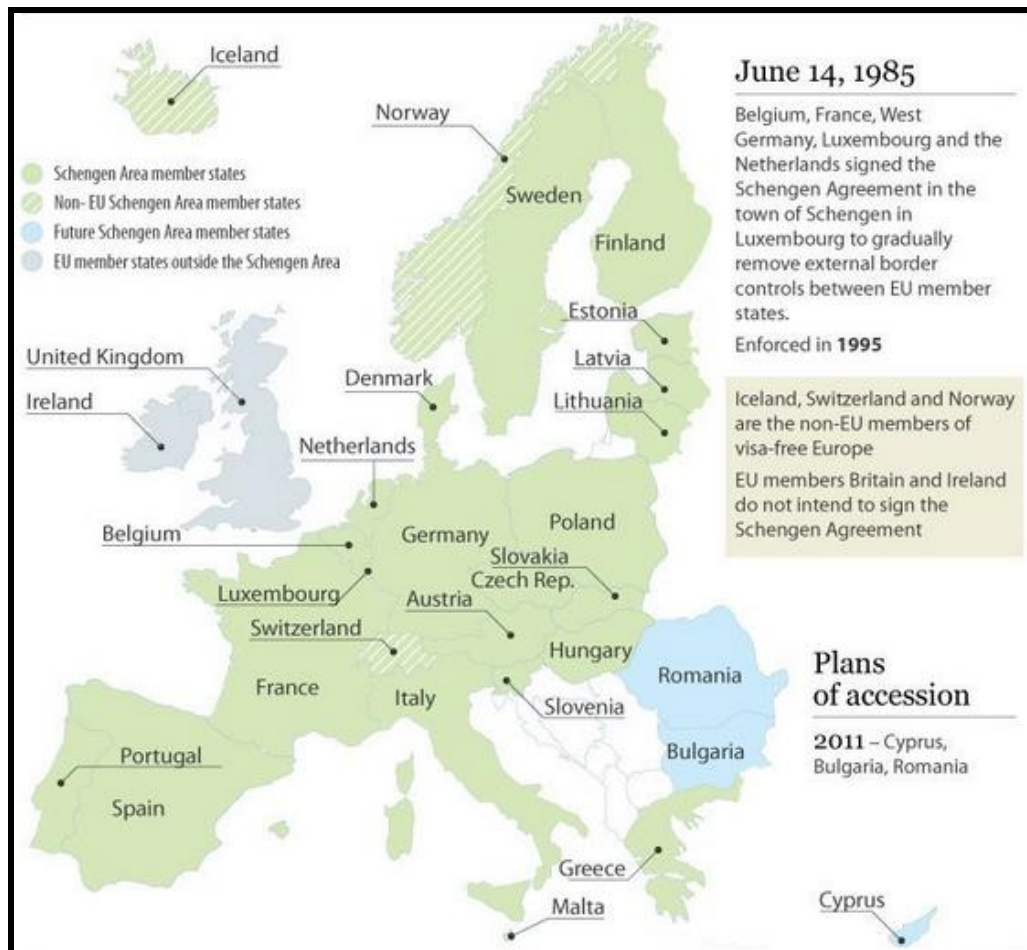 Iceland
Norway
Sweden
Finland
Schengen Area member states
Non- EU Schengen Area member states
Future Schengen Area member states
EU member states outside the Schengen Area
June 14, 1985
Belgium, France, West
Germany, Luxembourg and the
Netherlands signed the
Schengen Agreement in the
town of Schengen in
Luxembourg to gradually
remove external border
controls between EU member
states.
Enforced in 1995
Iceland, Switzerland and Norway
are the non-EU members of
visa-free Europe
EU members Britain and Ireland
do not intend to sign the
Schengen Agreement
Estonia
Latvia
Lithuania
United Kingdom
Ireland
Denmark
Netherlands
Belgium
Germany
Poland
Luxembourg
Slovakia
Czech Rep.
Austria
Switzerland
Hungary
France
Italy
Slovenia
Romania
Bulgaria
Portugal
Spain
Greece
Malta
Cyprus
Plans
of accession
2011 – Cyprus,
Bulgaria, Romania